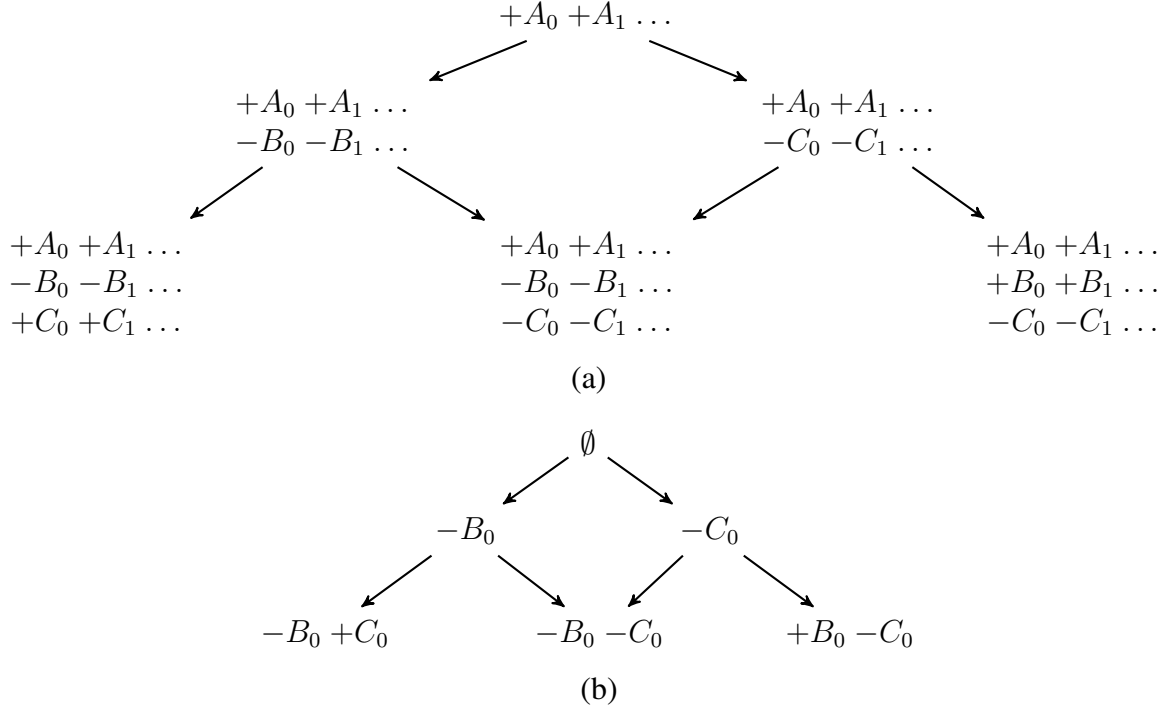 +A₀ +A₁ …
+A₀ +A₁ … +A₀ +A₁ …
−B₀ −B₁ … −C₀ −C₁ …
+A₀ +A₁ … +A₀ +A₁ … +A₀ +A₁ …
−B₀ −B₁ … −B₀ −B₁ … +B₀ +B₁ …
+C₀ +C₁ … −C₀ −C₁ … −C₀ −C₁ …
(a)
∅
−B₀ −C₀
−B₀ +C₀ −B₀ −C₀ +B₀ −C₀
(b)